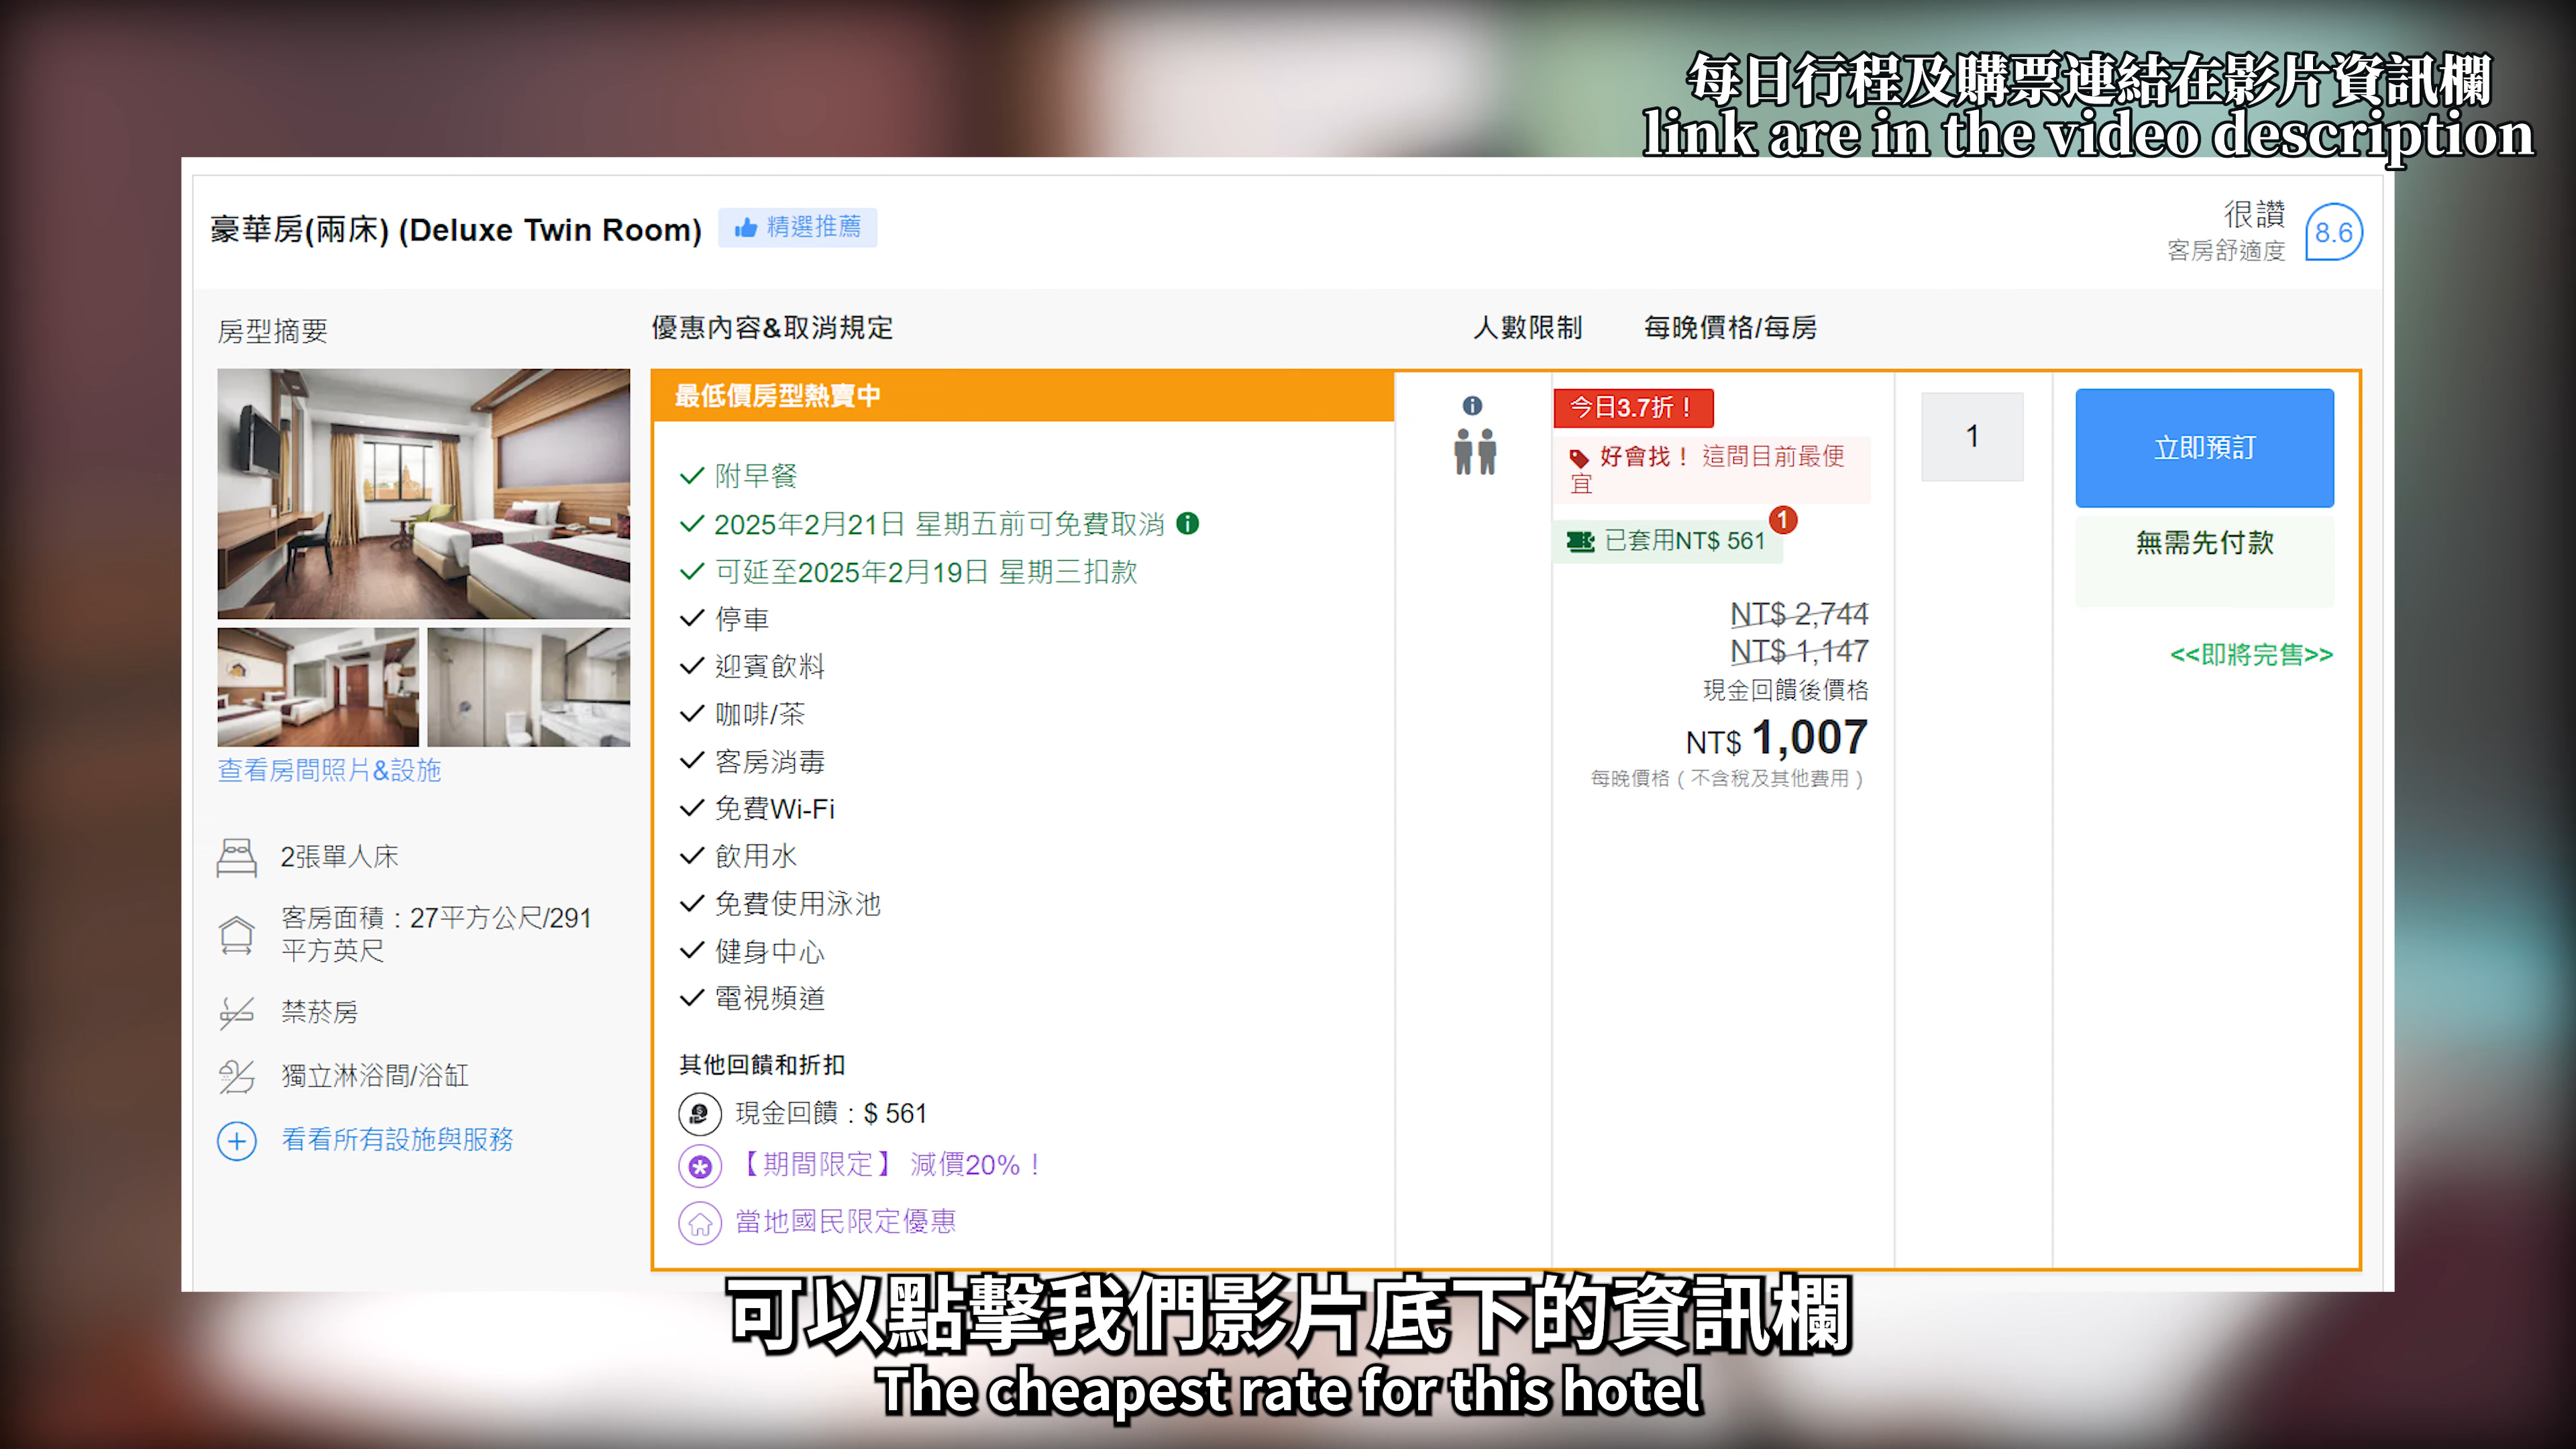 每日行程及購票連結在影片資訊欄
link are in the video description
豪華房(兩床) (Deluxe Twin Room)
精選推薦
很讚
客房舒適度
8.6
房型摘要
優惠內容&取消規定
人數限制
每晚價格/每房
查看房間照片&設施
2張單人床
客房面積：27平方公尺/291
平方英尺
禁菸房
獨立淋浴間/浴缸
看看所有設施與服務
最低價房型熱賣中
附早餐
2025年2月21日 星期五前可免費取消
可延至2025年2月19日 星期三扣款
停車
迎賓飲料
咖啡/茶
客房消毒
免費Wi-Fi
飲用水
免費使用泳池
健身中心
電視頻道
其他回饋和折扣
現金回饋：$ 561
【期間限定】 減價20%！
當地國民限定優惠
今日3.7折！
好會找！ 這間目前最便
宜
已套用NT$ 561
1
NT$ 2,744
NT$ 1,147
現金回饋後價格
NT$ 1,007
每晚價格（不含稅及其他費用）
1
立即預訂
無需先付款
<<即將完售>>
可以點擊我們影片底下的資訊欄
The cheapest rate for this hotel